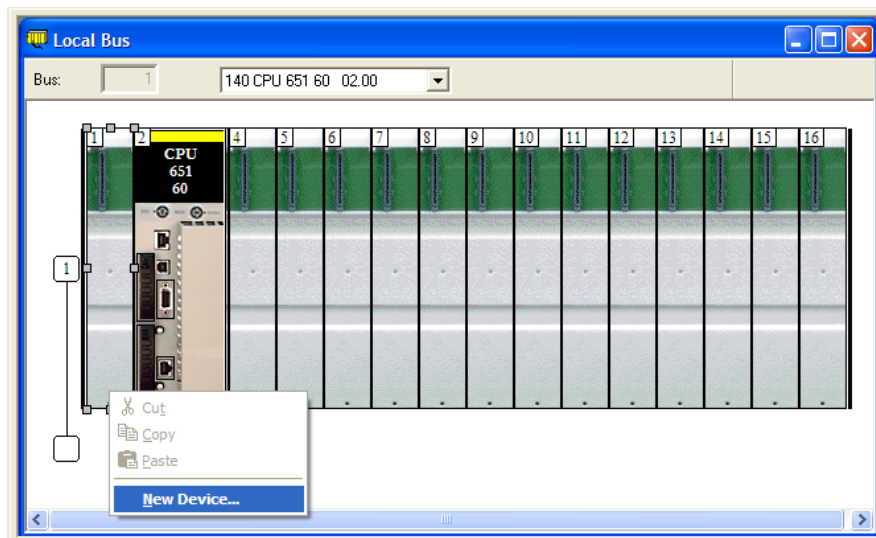 Local Bus
Bus: 1 140 CPU 651 60 02.00
1 2 4 5 6 7 8 9 10 11 12 13 14 15 16
CPU
651
60
1
Cut
Copy
Paste
New Device...